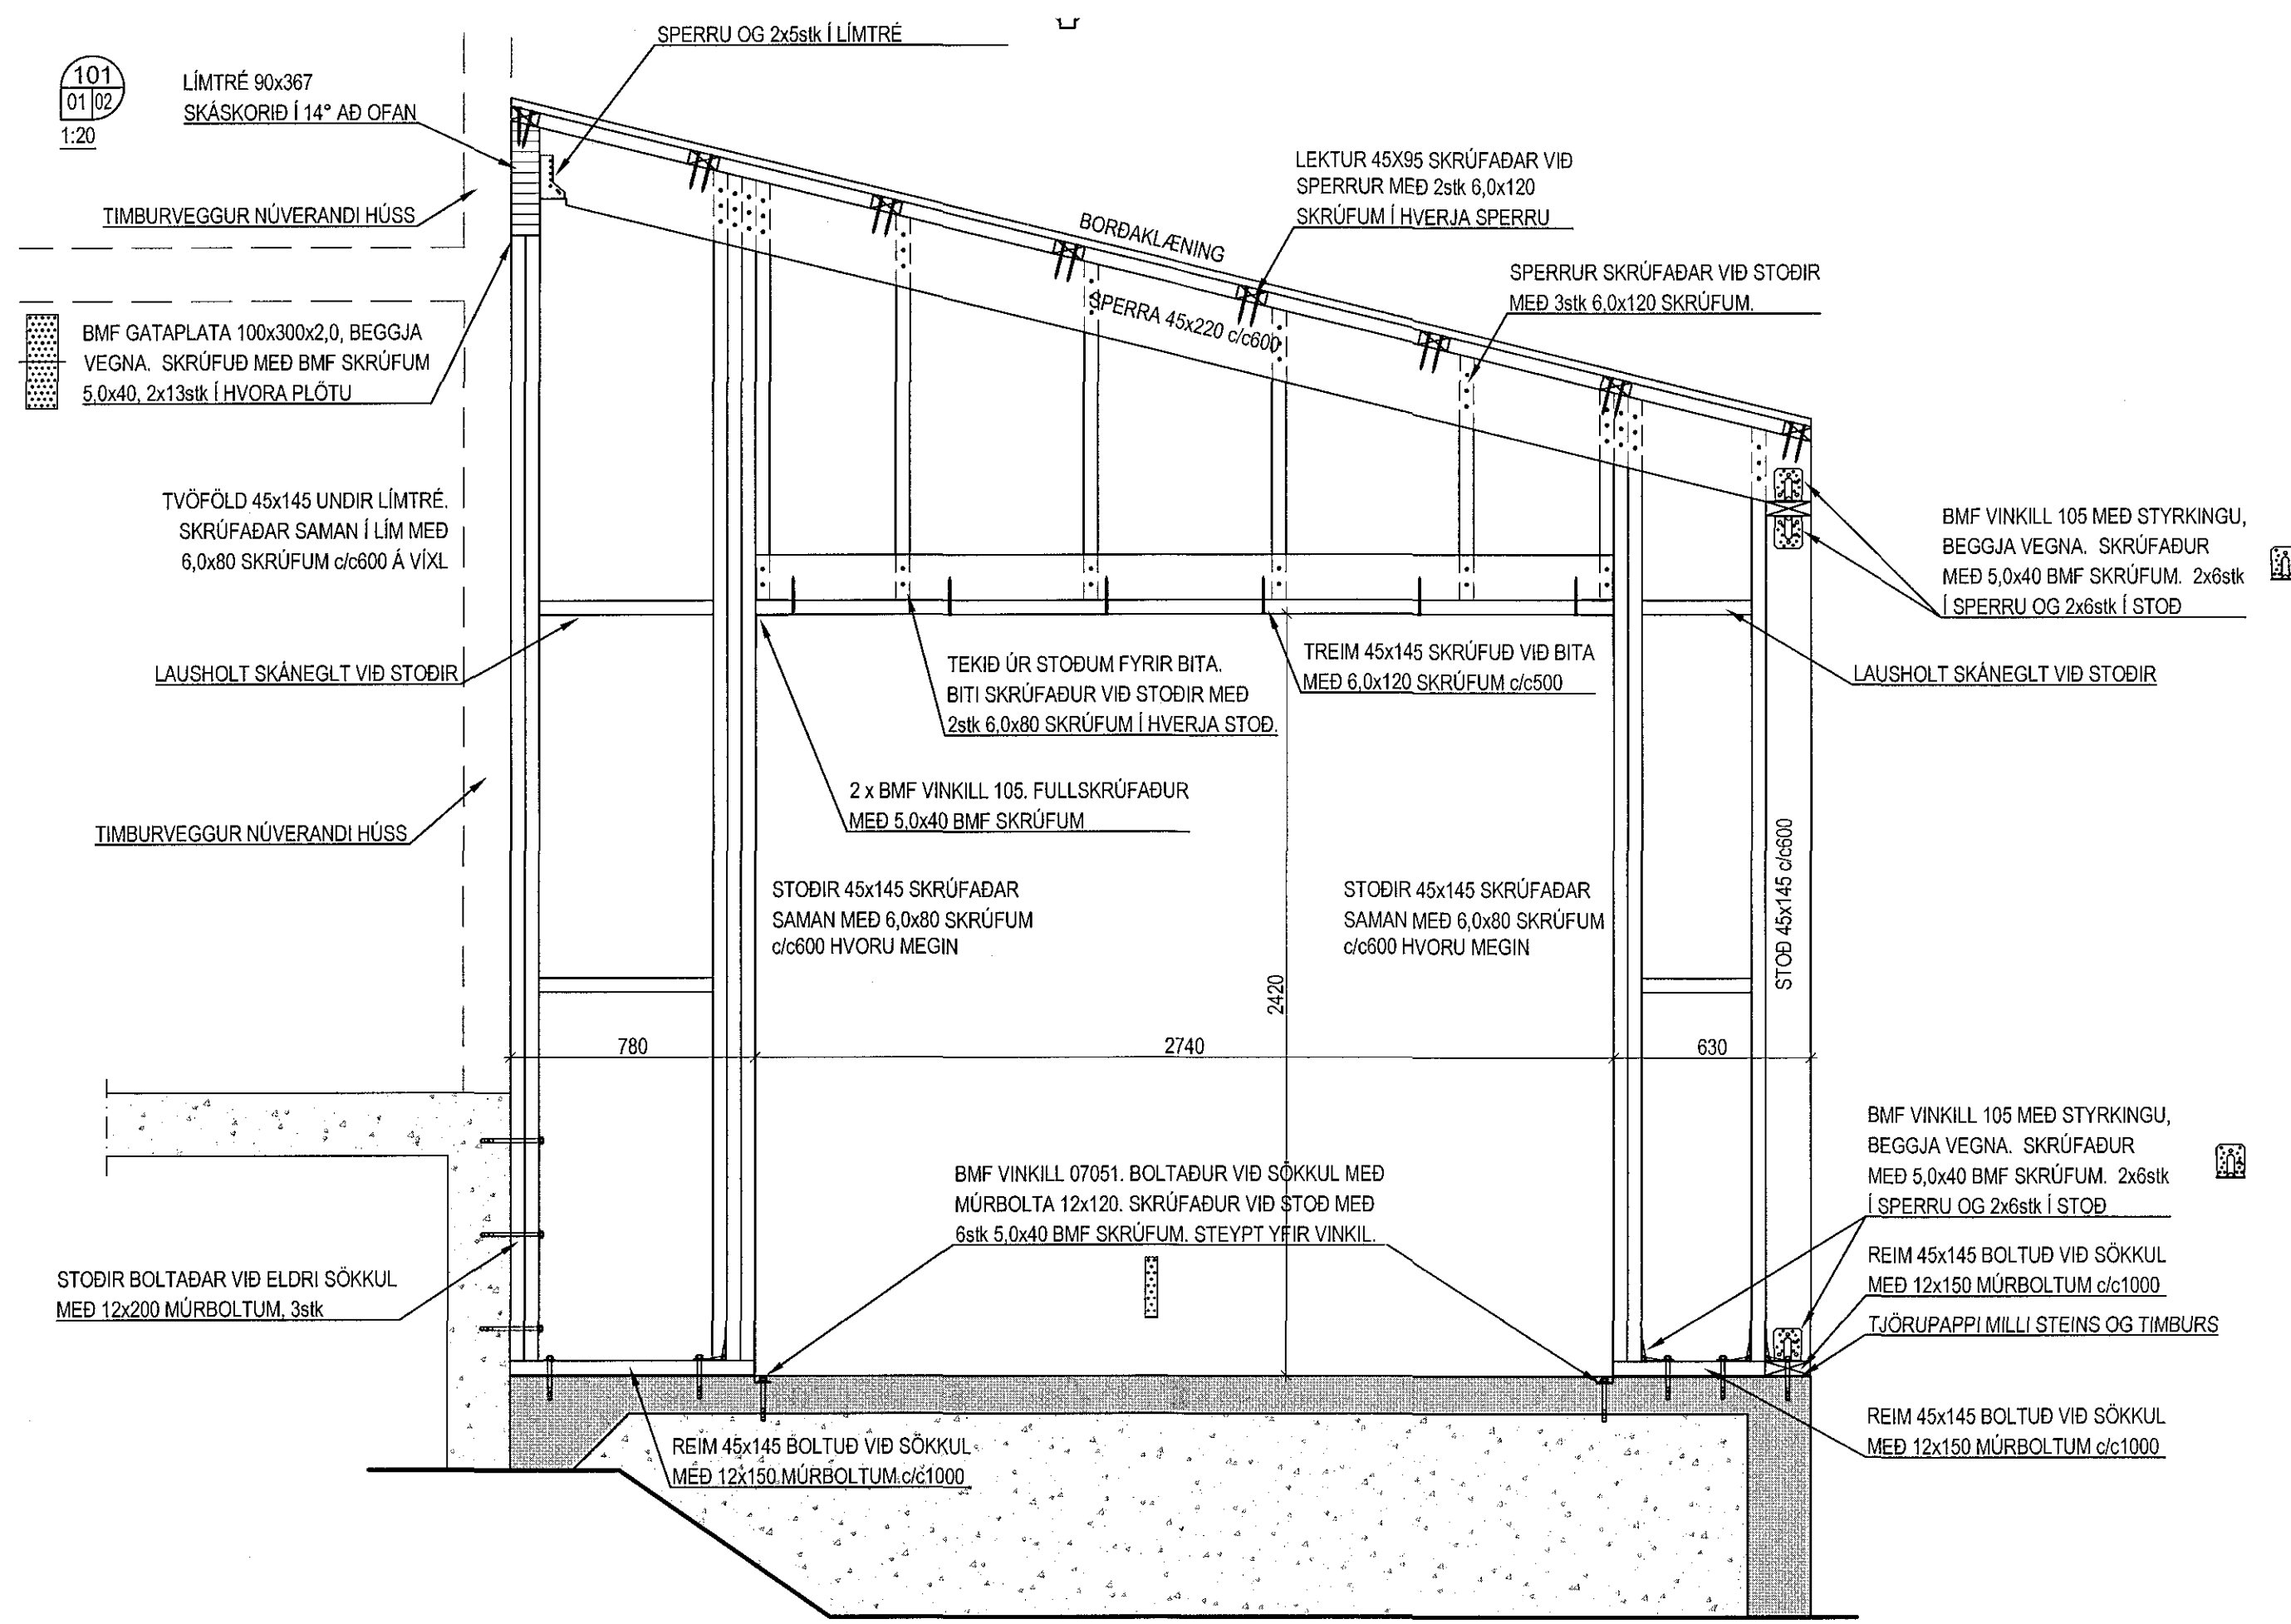 SPERRU OG 2x5stk Í LÍMTRÉ
101
01 02
1:20
LÍMTRÉ 90x367
SKÁSKORIÐ Í 14° AÐ OFAN
TIMBURVEGGUR NÚVERANDI HÚSS
BMF GATAPLATA 100x300x2,0, BEGGJA
VEGNA. SKRÚFUÐ MEÐ BMF SKRÚFUM
5,0x40, 2x13stk Í HVORA PLÖTU
TVÖFÖLD 45x145 UNDIR LÍMTRÉ.
SKRÚFAÐAR SAMAN Í LÍM MEÐ
6,0x80 SKRÚFUM c/c600 Á VÍXL
LAUSHOLT SKÁNEGLT VIÐ STOÐIR
TIMBURVEGGUR NÚVERANDI HÚSS
STOÐIR BOLTAÐAR VIÐ ELDRI SÖKKUL
MEÐ 12x200 MÚRBOLTUM, 3stk
BORÐAKLÆNING
SPERRA 45x220 c/c600
LEKTUR 45X95 SKRÚFAÐAR VIÐ
SPERRUR MEÐ 2stk 6,0x120
SKRÚFUM Í HVERJA SPERRU
SPERRUR SKRÚFAÐAR VIÐ STOÐIR
MEÐ 3stk 6,0x120 SKRÚFUM.
BMF VINKILL 105 MEÐ STYRKINGU,
BEGGJA VEGNA. SKRÚFAÐUR
MEÐ 5,0x40 BMF SKRÚFUM. 2x6stk
Í SPERRU OG 2x6stk Í STOÐ
LAUSHOLT SKÁNEGLT VIÐ STOÐIR
TEKIÐ ÚR STOÐUM FYRIR BITA.
BITI SKRÚFAÐUR VIÐ STOÐIR MEÐ
2stk 6,0x80 SKRÚFUM Í HVERJA STOÐ.
TREIM 45x145 SKRÚFUÐ VIÐ BITA
MEÐ 6,0x120 SKRÚFUM c/c500
2 x BMF VINKILL 105. FULLSKRÚFAÐUR
MEÐ 5,0x40 BMF SKRÚFUM
STOÐIR 45x145 SKRÚFAÐAR
SAMAN MEÐ 6,0x80 SKRÚFUM
c/c600 HVORU MEGIN
STOÐIR 45x145 SKRÚFAÐAR
SAMAN MEÐ 6,0x80 SKRÚFUM
c/c600 HVORU MEGIN
STOÐ 45x145 c/c600
2420
780
2740
630
BMF VINKILL 07051. BOLTAÐUR VIÐ SÖKKUL MEÐ
MÚRBOLTA 12x120. SKRÚFAÐUR VIÐ STOÐ MEÐ
6stk 5,0x40 BMF SKRÚFUM. STEYPT YFIR VINKIL.
BMF VINKILL 105 MEÐ STYRKINGU,
BEGGJA VEGNA. SKRÚFAÐUR
MEÐ 5,0x40 BMF SKRÚFUM. 2x6stk
Í SPERRU OG 2x6stk Í STOÐ
REIM 45x145 BOLTUÐ VIÐ SÖKKUL
MEÐ 12x150 MÚRBOLTUM c/c1000
TJÖRUPAPPI MILLI STEINS OG TIMBURS
REIM 45x145 BOLTUÐ VIÐ SÖKKUL
MEÐ 12x150 MÚRBOLTUM c/c1000
REIM 45x145 BOLTUÐ VIÐ SÖKKUL
MEÐ 12x150 MÚRBOLTUM c/c1000